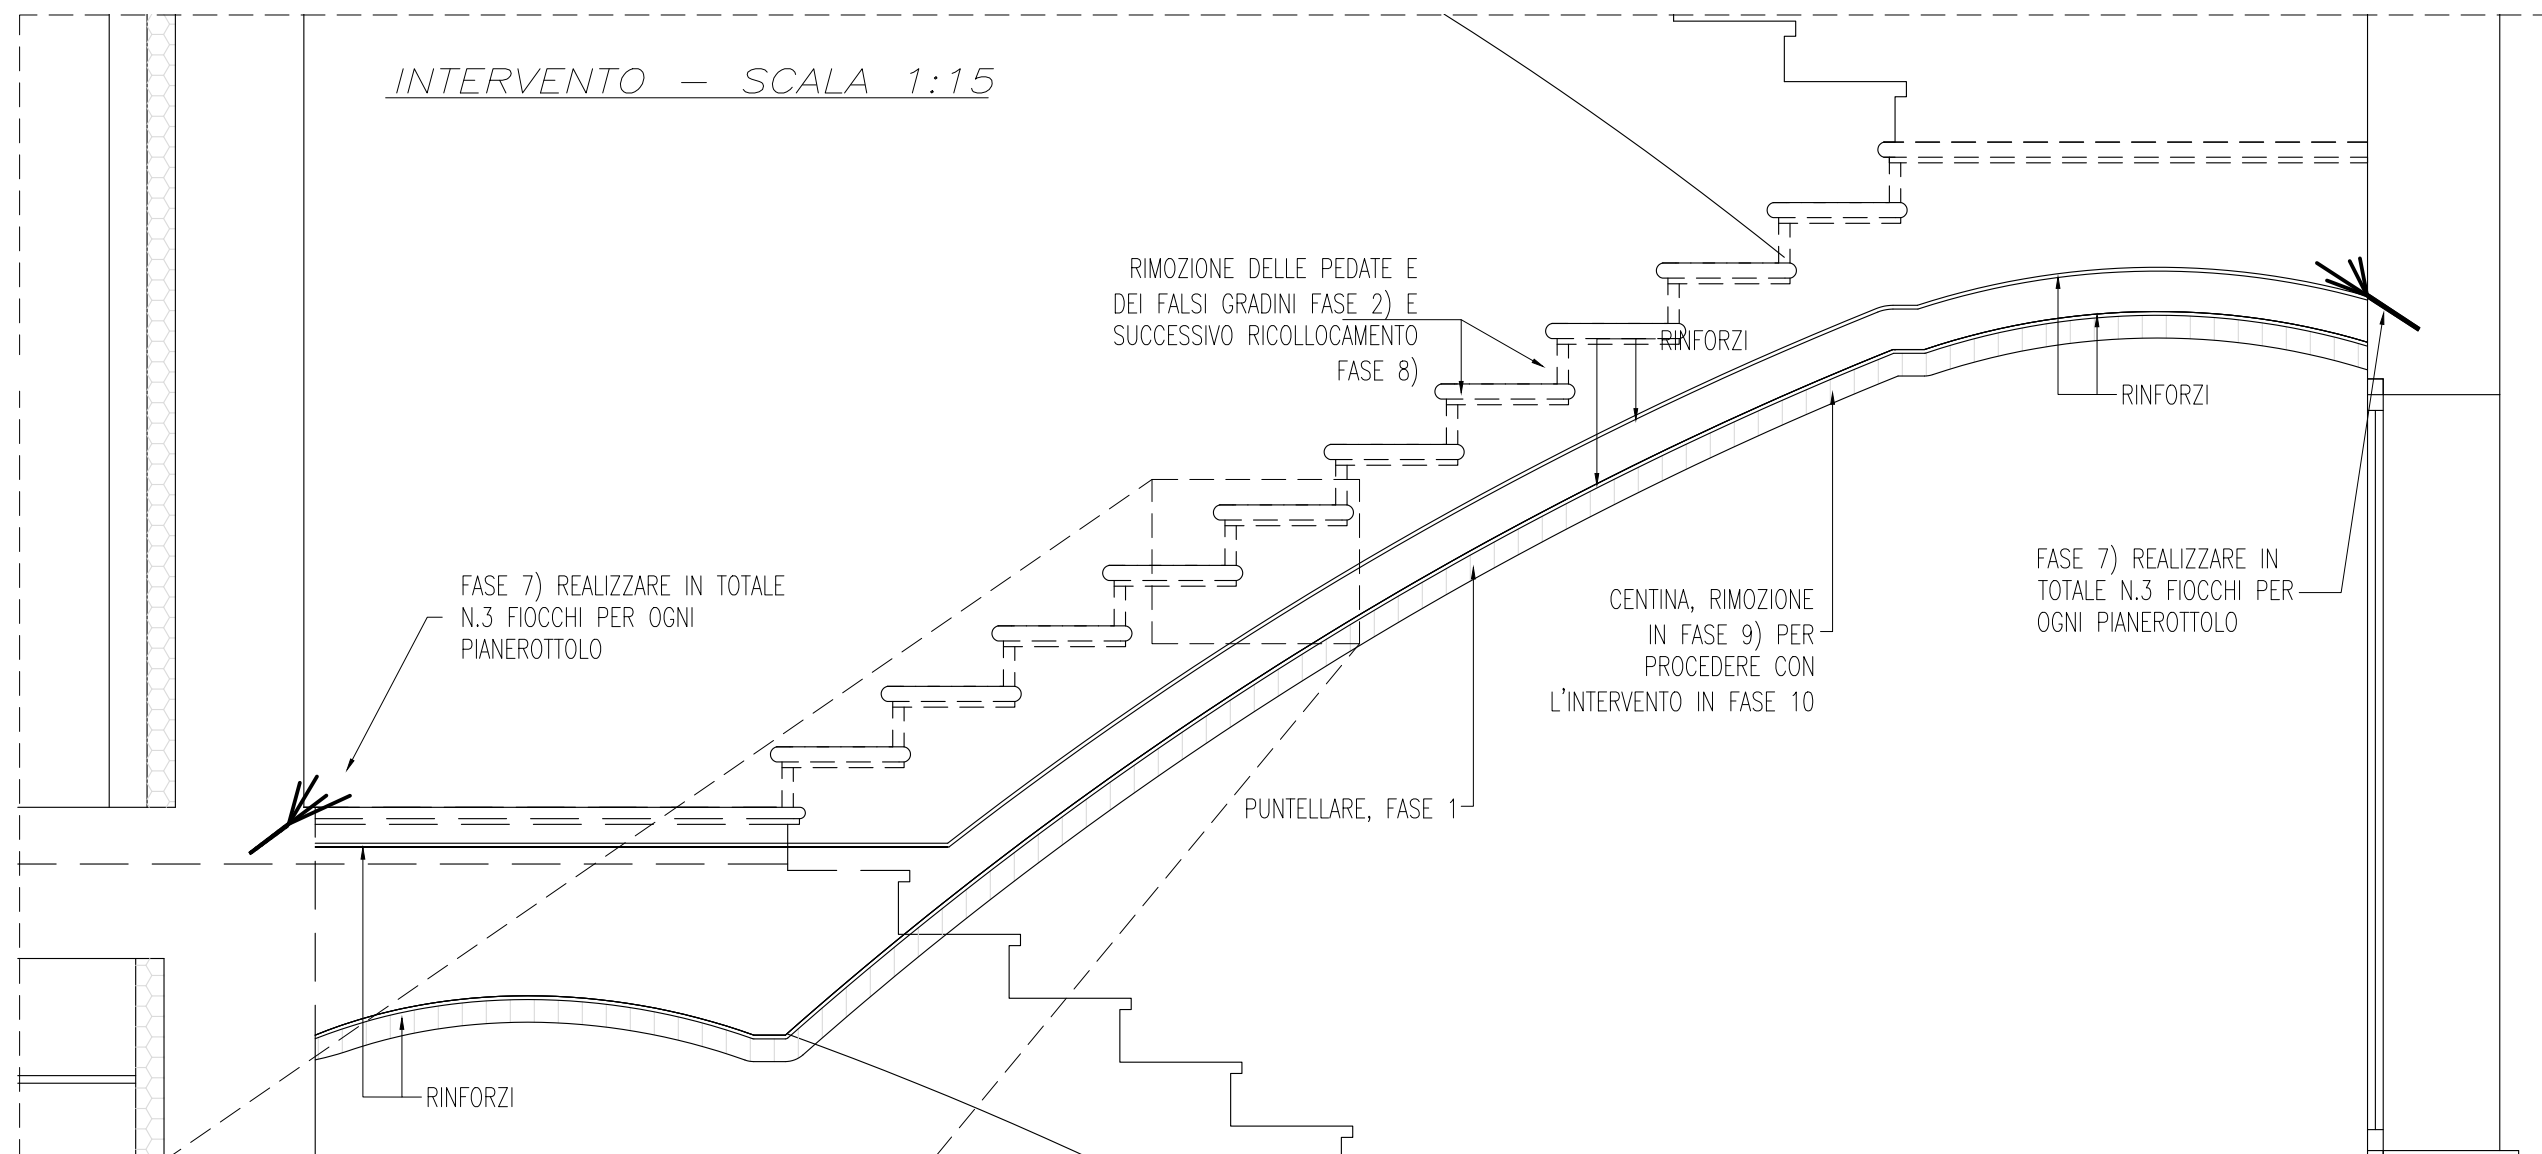 INTERVENTO - SCALA 1:15
RIMOZIONE DELLE PEDATE E
DEI FALSI GRADINI FASE 2) E
SUCCESSIVO RICOLLOCAMENTO
FASE 8)
RINFORZI
RINFORZI
FASE 7) REALIZZARE IN TOTALE
N.3 FIOCCHI PER OGNI
PIANEROTTOLO
CENTINA, RIMOZIONE
IN FASE 9) PER
PROCEDERE CON
L'INTERVENTO IN FASE 10
FASE 7) REALIZZARE IN
TOTALE N.3 FIOCCHI PER
OGNI PIANEROTTOLO
PUNTELLARE, FASE 1
RINFORZI